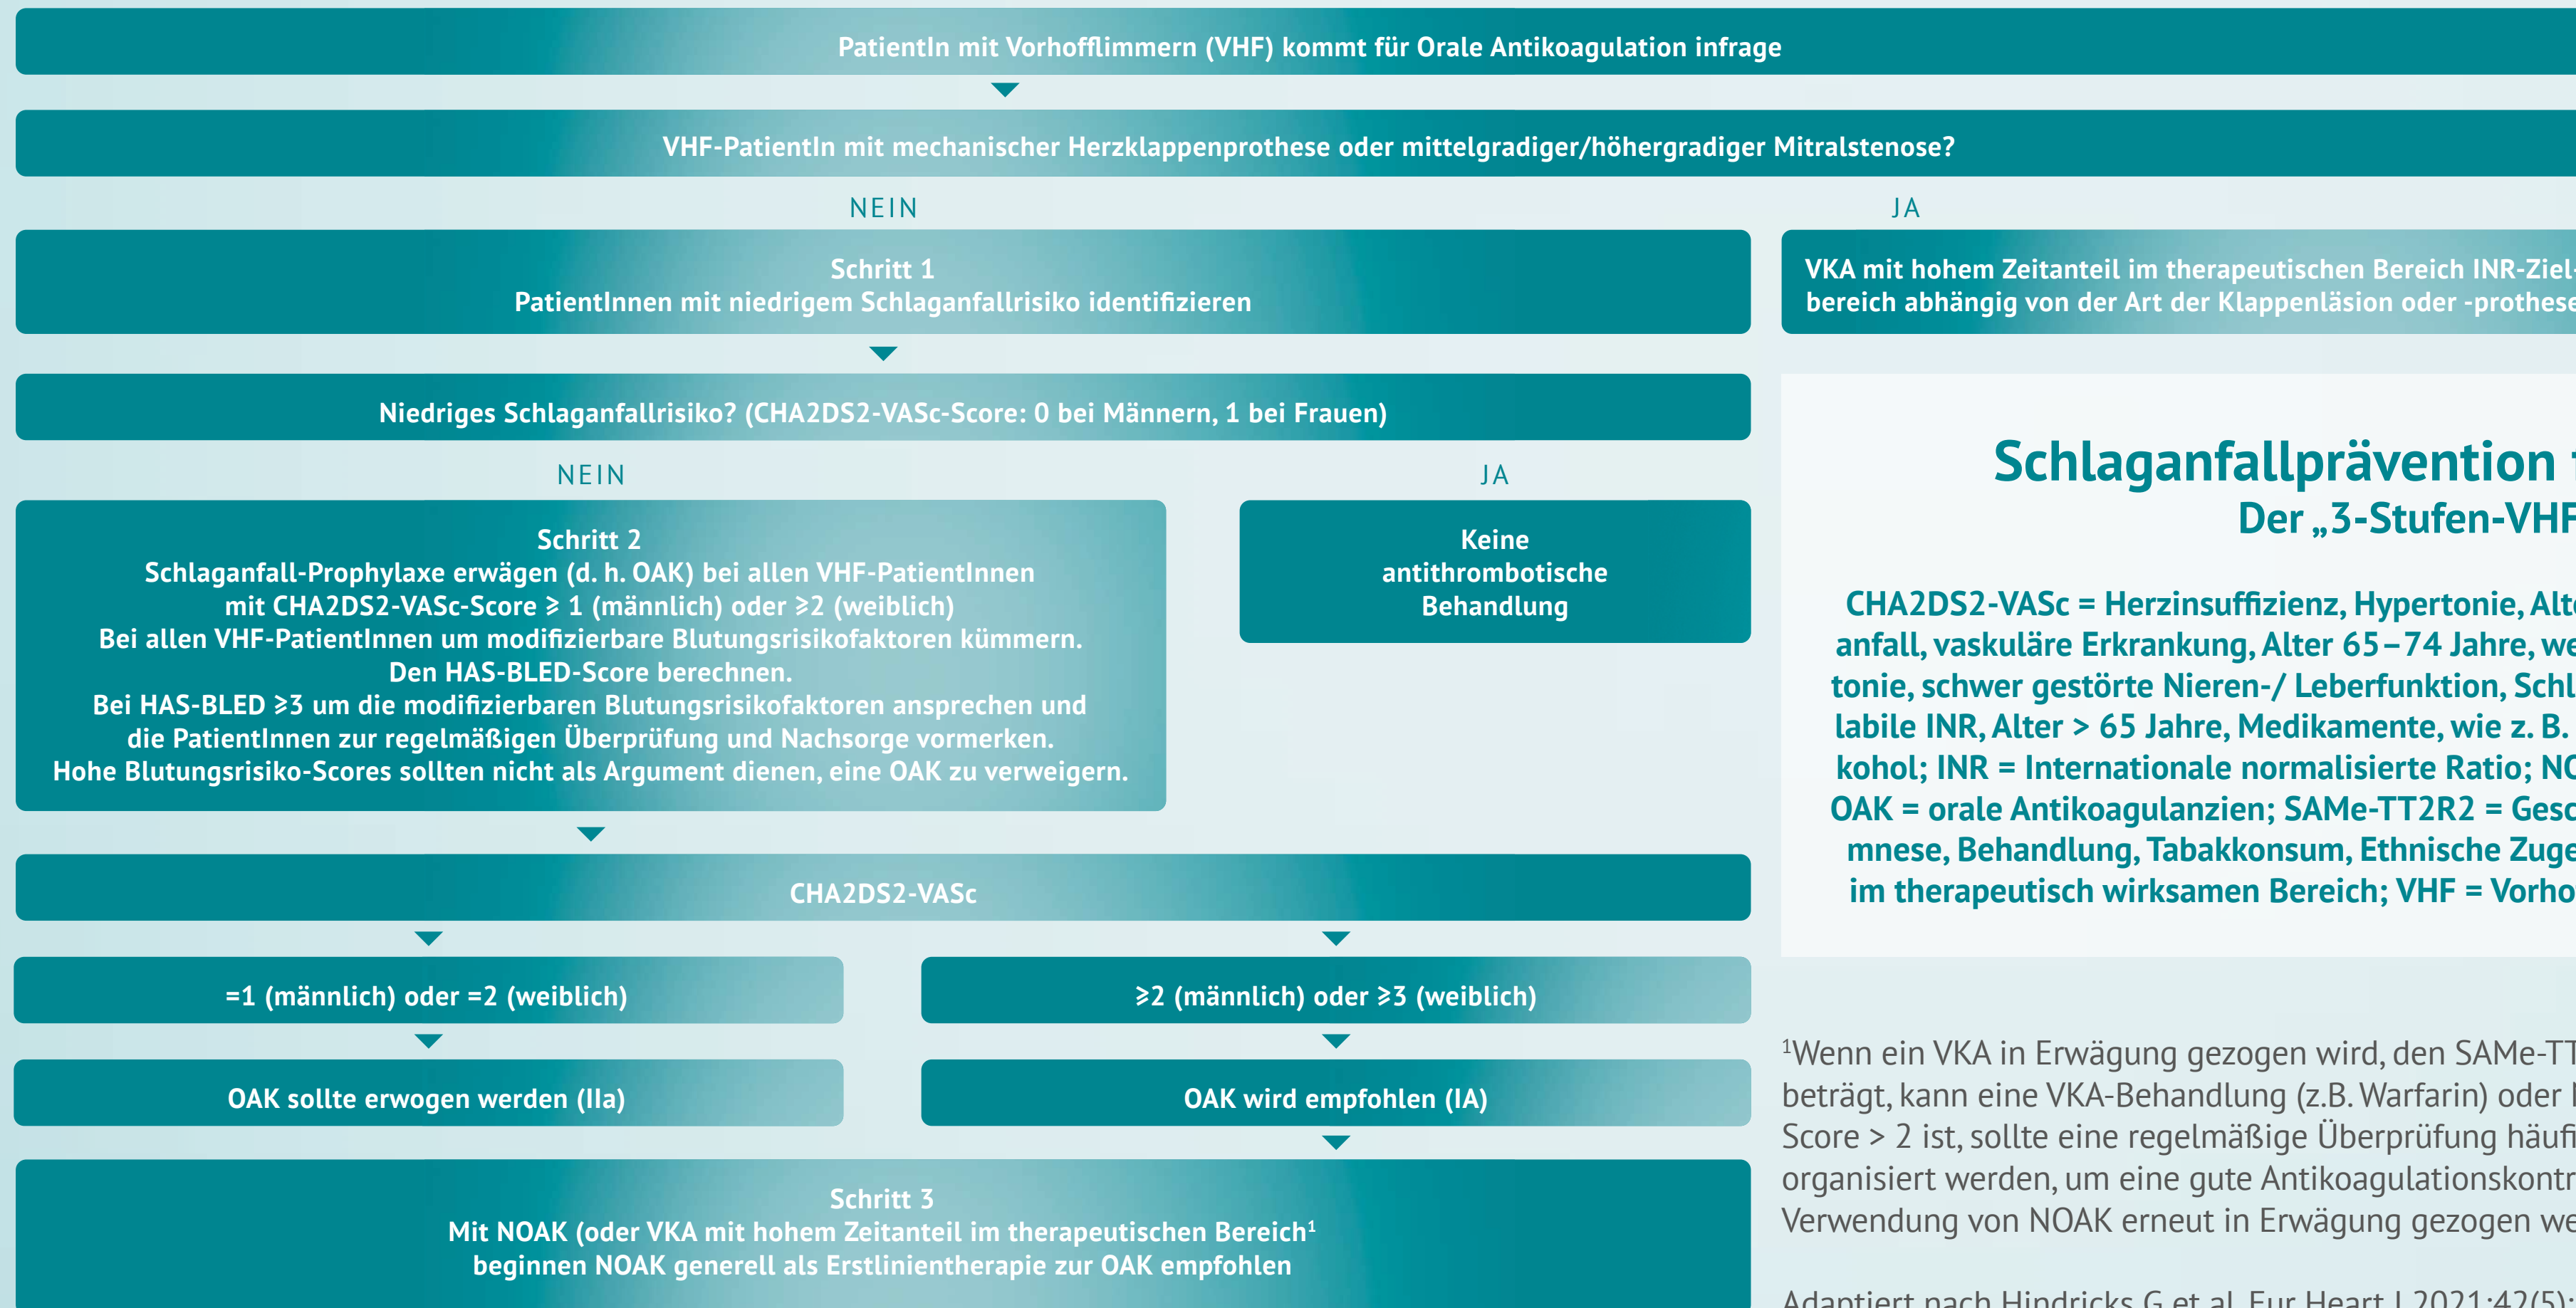 PatientIn mit Vorhofflimmern (VHF) kommt für Orale Antikoagulation infrage
VHF-PatientIn mit mechanischer Herzklappenprothese oder mittelgradiger/höhergradiger Mitralstenose?
NEIN
JA
Schritt 1
PatientInnen mit niedrigem Schlaganfallrisiko identifizieren
VKA mit hohem Zeitanteil im therapeutischen Bereich INR-Ziel-
bereich abhängig von der Art der Klappenläsion oder -prothese
Niedriges Schlaganfallrisiko? (CHA2DS2-VASc-Score: 0 bei Männern, 1 bei Frauen)
NEIN
JA
Schritt 2
Schlaganfall-Prophylaxe erwägen (d. h. OAK) bei allen VHF-PatientInnen
mit CHA2DS2-VASc-Score ⩾ 1 (männlich) oder ⩾2 (weiblich)
Bei allen VHF-PatientInnen um modifizierbare Blutungsrisikofaktoren kümmern.
Den HAS-BLED-Score berechnen.
Bei HAS-BLED ⩾3 um die modifizierbaren Blutungsrisikofaktoren ansprechen und
die PatientInnen zur regelmäßigen Überprüfung und Nachsorge vormerken.
Hohe Blutungsrisiko-Scores sollten nicht als Argument dienen, eine OAK zu verweigern.
Keine
antithrombotische
Behandlung
CHA2DS2-VASc
=1 (männlich) oder =2 (weiblich)
⩾2 (männlich) oder ⩾3 (weiblich)
OAK sollte erwogen werden (IIa)
OAK wird empfohlen (IA)
Schritt 3
Mit NOAK (oder VKA mit hohem Zeitanteil im therapeutischen Bereich¹
beginnen NOAK generell als Erstlinientherapie zur OAK empfohlen
Schlaganfallprävention
Der „3-Stufen-VHF
CHA2DS2-VASc = Herzinsuffizienz, Hypertonie,
anfall, vaskuläre Erkrankung, Alter 65–74 Jahre,
tonie, schwer gestörte Nieren-/ Leberfunktion,
labile INR, Alter > 65 Jahre, Medikamente, wie z. B.
kohol; INR = Internationale normalisierte Ratio;
OAK = orale Antikoagulanzien; SAMe-TT2R2 =
mnese, Behandlung, Tabakkonsum, Ethnische
im therapeutisch wirksamen Bereich; VHF =
¹Wenn ein VKA in Erwägung gezogen wird, den
beträgt, kann eine VKA-Behandlung (z.B. Warfarin) oder
Score > 2 ist, sollte eine regelmäßige Überprüfung
organisiert werden, um eine gute
Verwendung von NOAK erneut in Erwägung gezogen
Adaptiert nach Hindricks G et al. Eur Heart J 2021;42(5):